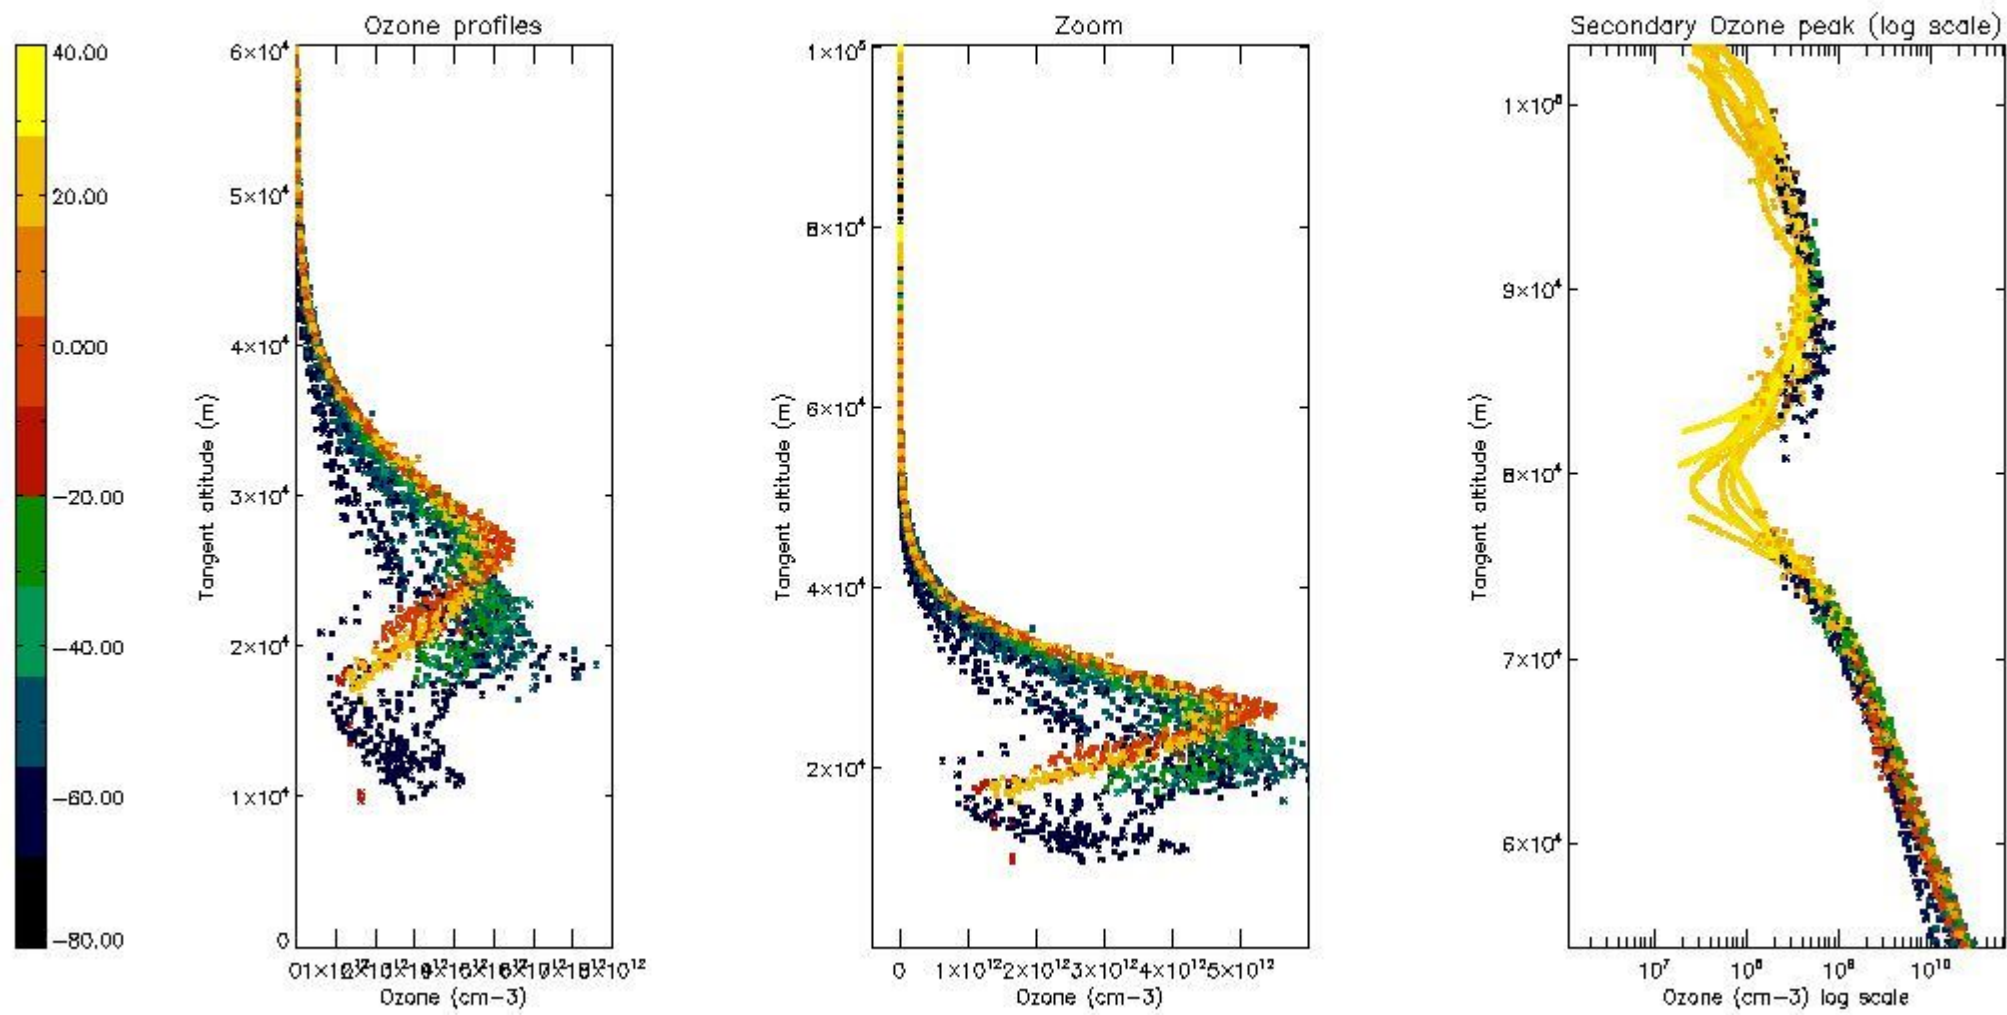 Ozone profiles
Zoom
Secondary Ozone peak (log scale)
40.00
20.00
0.000
-20.00
-40.00
-60.00
-80.00
6×10⁴
5×10⁴
4×10⁴
3×10⁴
2×10⁴
1×10⁴
0
Tangent altitude (m)
Ozone (cm-3)
1×10⁵
8×10⁴
6×10⁴
4×10⁴
2×10⁴
Tangent altitude (m)
0 1×10¹² 2×10¹² 3×10¹² 4×10¹² 5×10¹²
Ozone (cm-3)
9×10⁴
8×10⁴
7×10⁴
6×10⁴
Tangent altitude (m)
10⁷ 10⁸ 10⁹ 10¹⁰
Ozone (cm-3) log scale